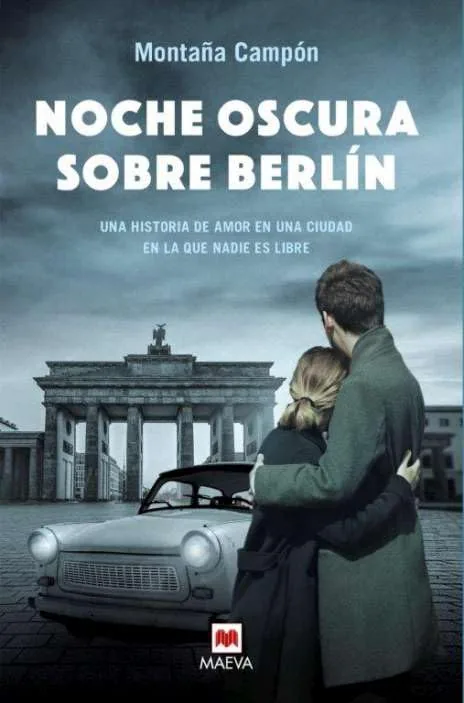 Montaña Campón
NOCHE OSCURA
SOBRE BERLÍN
UNA HISTORIA DE AMOR EN UNA CIUDAD
EN LA QUE NADIE ES LIBRE
MAEVA